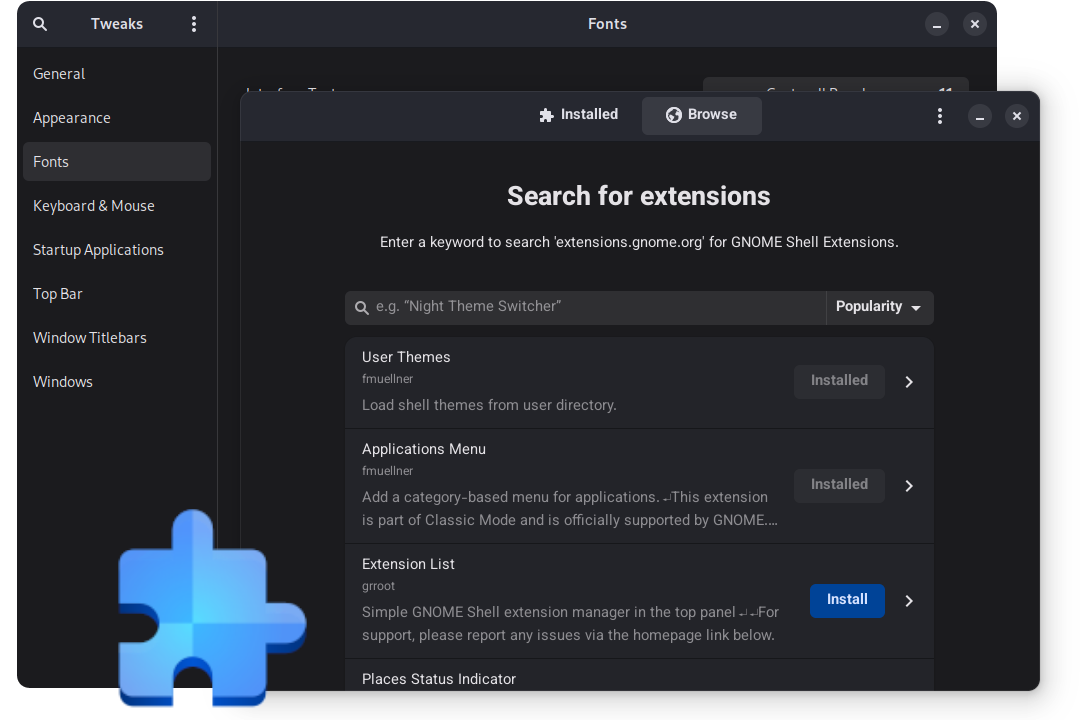 Tweaks
Fonts
General
Appearance
Fonts
Keyboard & Mouse
Startup Applications
Top Bar
Window Titlebars
Windows
Installed
Browse
Search for extensions
Enter a keyword to search 'extensions.gnome.org' for GNOME Shell Extensions.
e.g. “Night Theme Switcher”
Popularity
User Themes
fmuellner
Load shell themes from user directory.
Installed
Applications Menu
fmuellner
Add a category-based menu for applications. ↵This extension
is part of Classic Mode and is officially supported by GNOME.…
Installed
Extension List
grroot
Simple GNOME Shell extension manager in the top panel ↵↵For
support, please report any issues via the homepage link below.
Install
Places Status Indicator